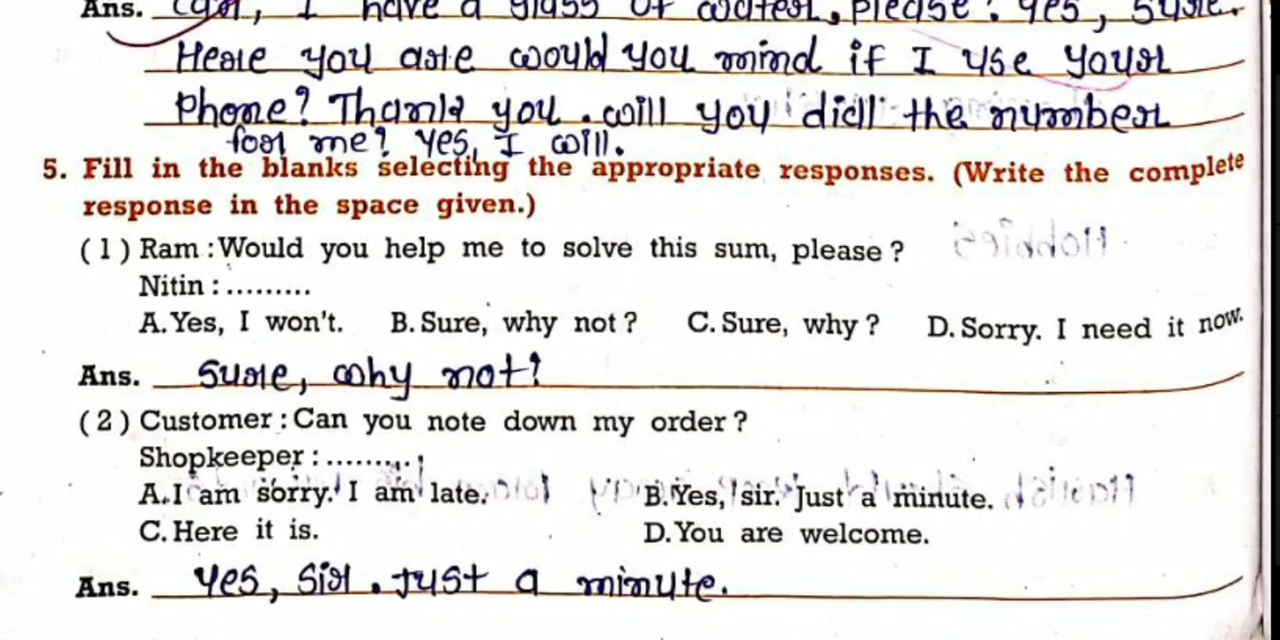 Ans. Can, I have a glass of water, please? Yes, Sure.
Here you are would you mind if I use your
Phone? Thank you. will you diall the number
for me? Yes, I will.
5. Fill in the blanks selecting the appropriate responses. (Write the complete
response in the space given.)
(1) Ram : Would you help me to solve this sum, please ?
Nitin : .........
A. Yes, I won't. B. Sure, why not ? C. Sure, why ? D. Sorry. I need it now.
Ans. Sure, why not?
(2) Customer : Can you note down my order ?
Shopkeeper : .........
A. I am sorry. I am late. B. Yes, sir. Just a minute.
C. Here it is. D. You are welcome.
Ans. Yes, Sir. Just a minute.